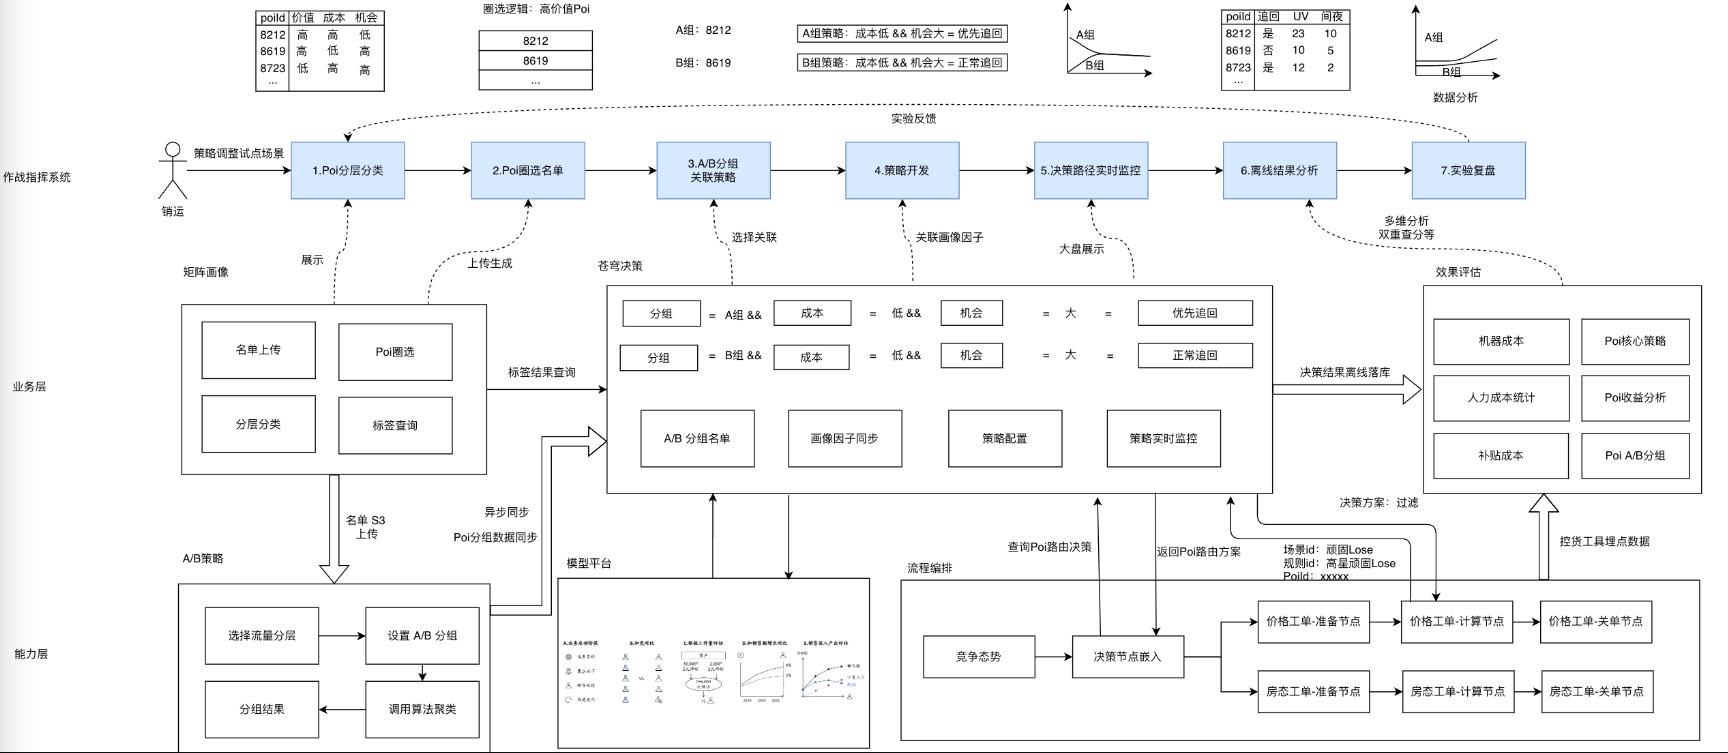 圈选逻辑：高价值Poi
poiId 价值 成本 机会
8212 高 高 低
8619 高 低 高
8723 低 高 高
...
8212
8619
...
A组：8212
B组：8619
A组策略：成本低 && 机会大 = 优先追回
B组策略：成本低 && 机会大 = 正常追回
A组
B组
poiId 追回 UV 间夜
8212 是 23 10
8619 否 10 5
8723 是 12 2
...
A组
B组
数据分析
实验反馈
作战指挥系统
销运
策略调整试点场景
1.Poi分层分类
2.Poi圈选名单
3.A/B分组
关联策略
4.策略开发
5.决策路径实时监控
6.离线结果分析
7.实验复盘
展示
上传生成
选择关联
关联画像因子
大盘展示
多维分析
双重查分等
业务层
矩阵画像
名单上传
Poi圈选
分层分类
标签查询
标签结果查询
苍穹决策
分组 = A组 && 成本 = 低 && 机会 = 大 = 优先追回
分组 = B组 && 成本 = 低 && 机会 = 大 = 正常追回
A/B 分组名单
画像因子同步
策略配置
策略实时监控
决策结果离线落库
效果评估
机器成本
Poi核心策略
人力成本统计
Poi收益分析
补贴成本
Poi A/B分组
名单 S3
上传
异步同步
Poi分组数据同步
查询Poi路由决策
返回Poi路由方案
决策方案：过滤
场景id：顽固Lose
规则id：高星顽固Lose
PoiId：xxxxx
控货工具埋点数据
能力层
A/B策略
选择流量分层
设置 A/B 分组
分组结果
调用算法聚类
模型平台
流程编排
竞争态势
决策节点嵌入
价格工单-准备节点
价格工单-计算节点
价格工单-关单节点
房态工单-准备节点
房态工单-计算节点
房态工单-关单节点